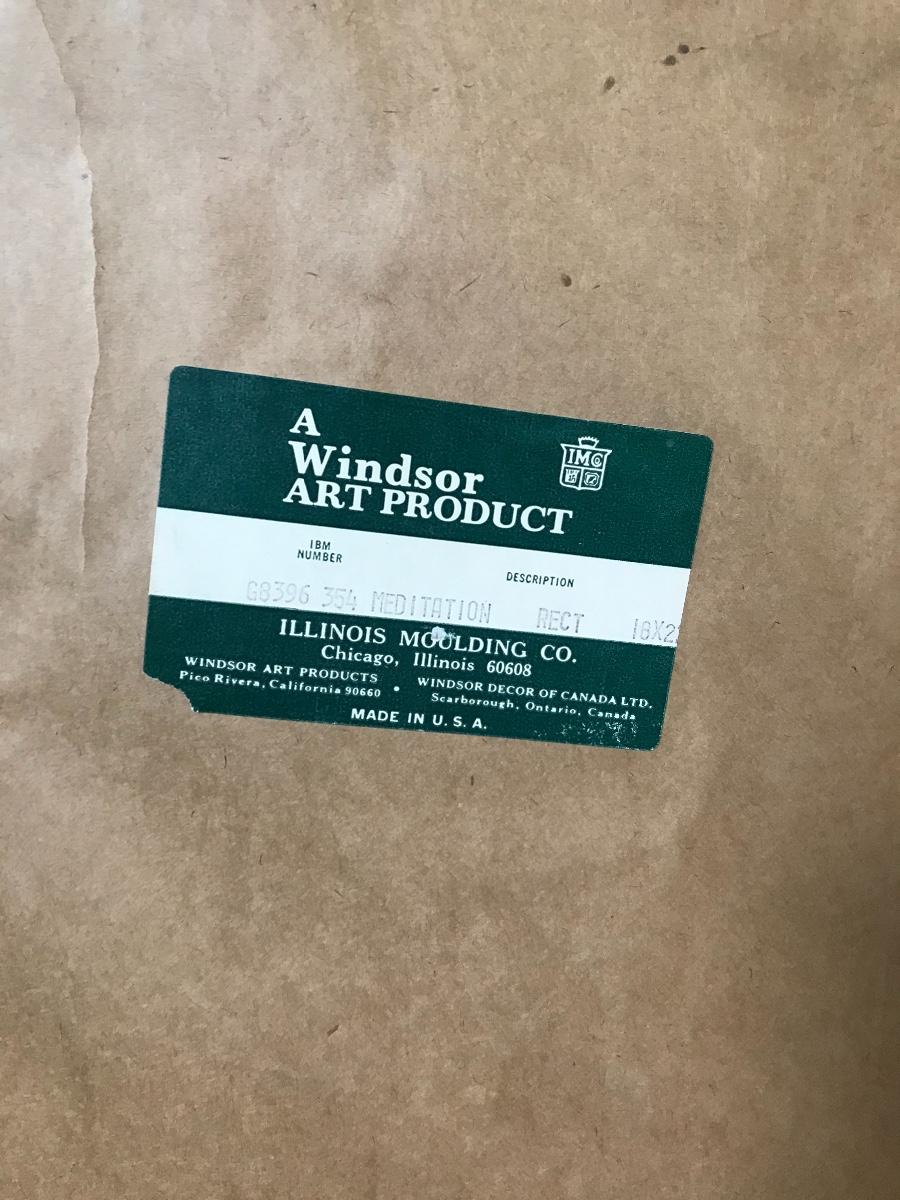 A
Windsor
ART PRODUCT
IMC
IBM
NUMBER
DESCRIPTION
G8396 354 MEDITATION RECT
ILLINOIS MOULDING CO.
Chicago, Illinois 60608
WINDSOR ART PRODUCTS
Pico Rivera, California 90660
•
WINDSOR DECOR OF CANADA LTD.
Scarborough, Ontario, Canada
MADE IN U.S.A.